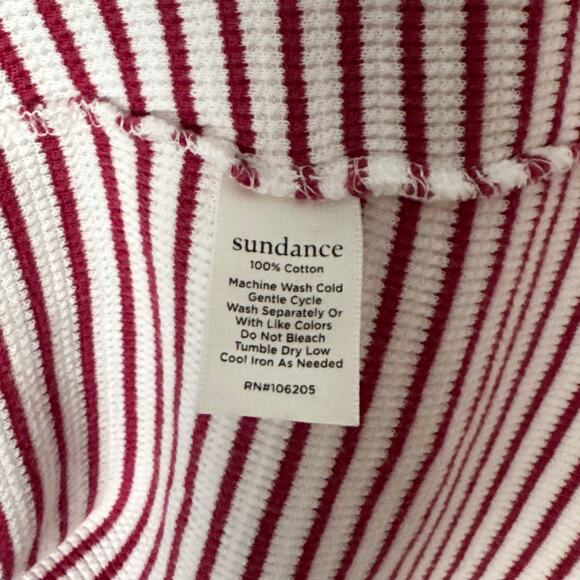 sundance
100% Cotton
Machine Wash Cold
Gentle Cycle
Wash Separately Or
With Like Colors
Do Not Bleach
Tumble Dry Low
Cool Iron As Needed
RN#106205